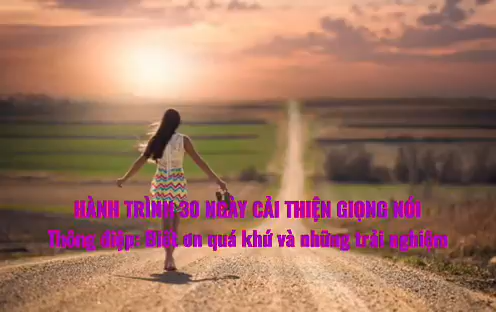 HÀNH TRÌNH 30 NGÀY CẢI THIỆN GIỌNG NÓI
Thông điệp: Biết ơn quá khứ và những trải nghiệm